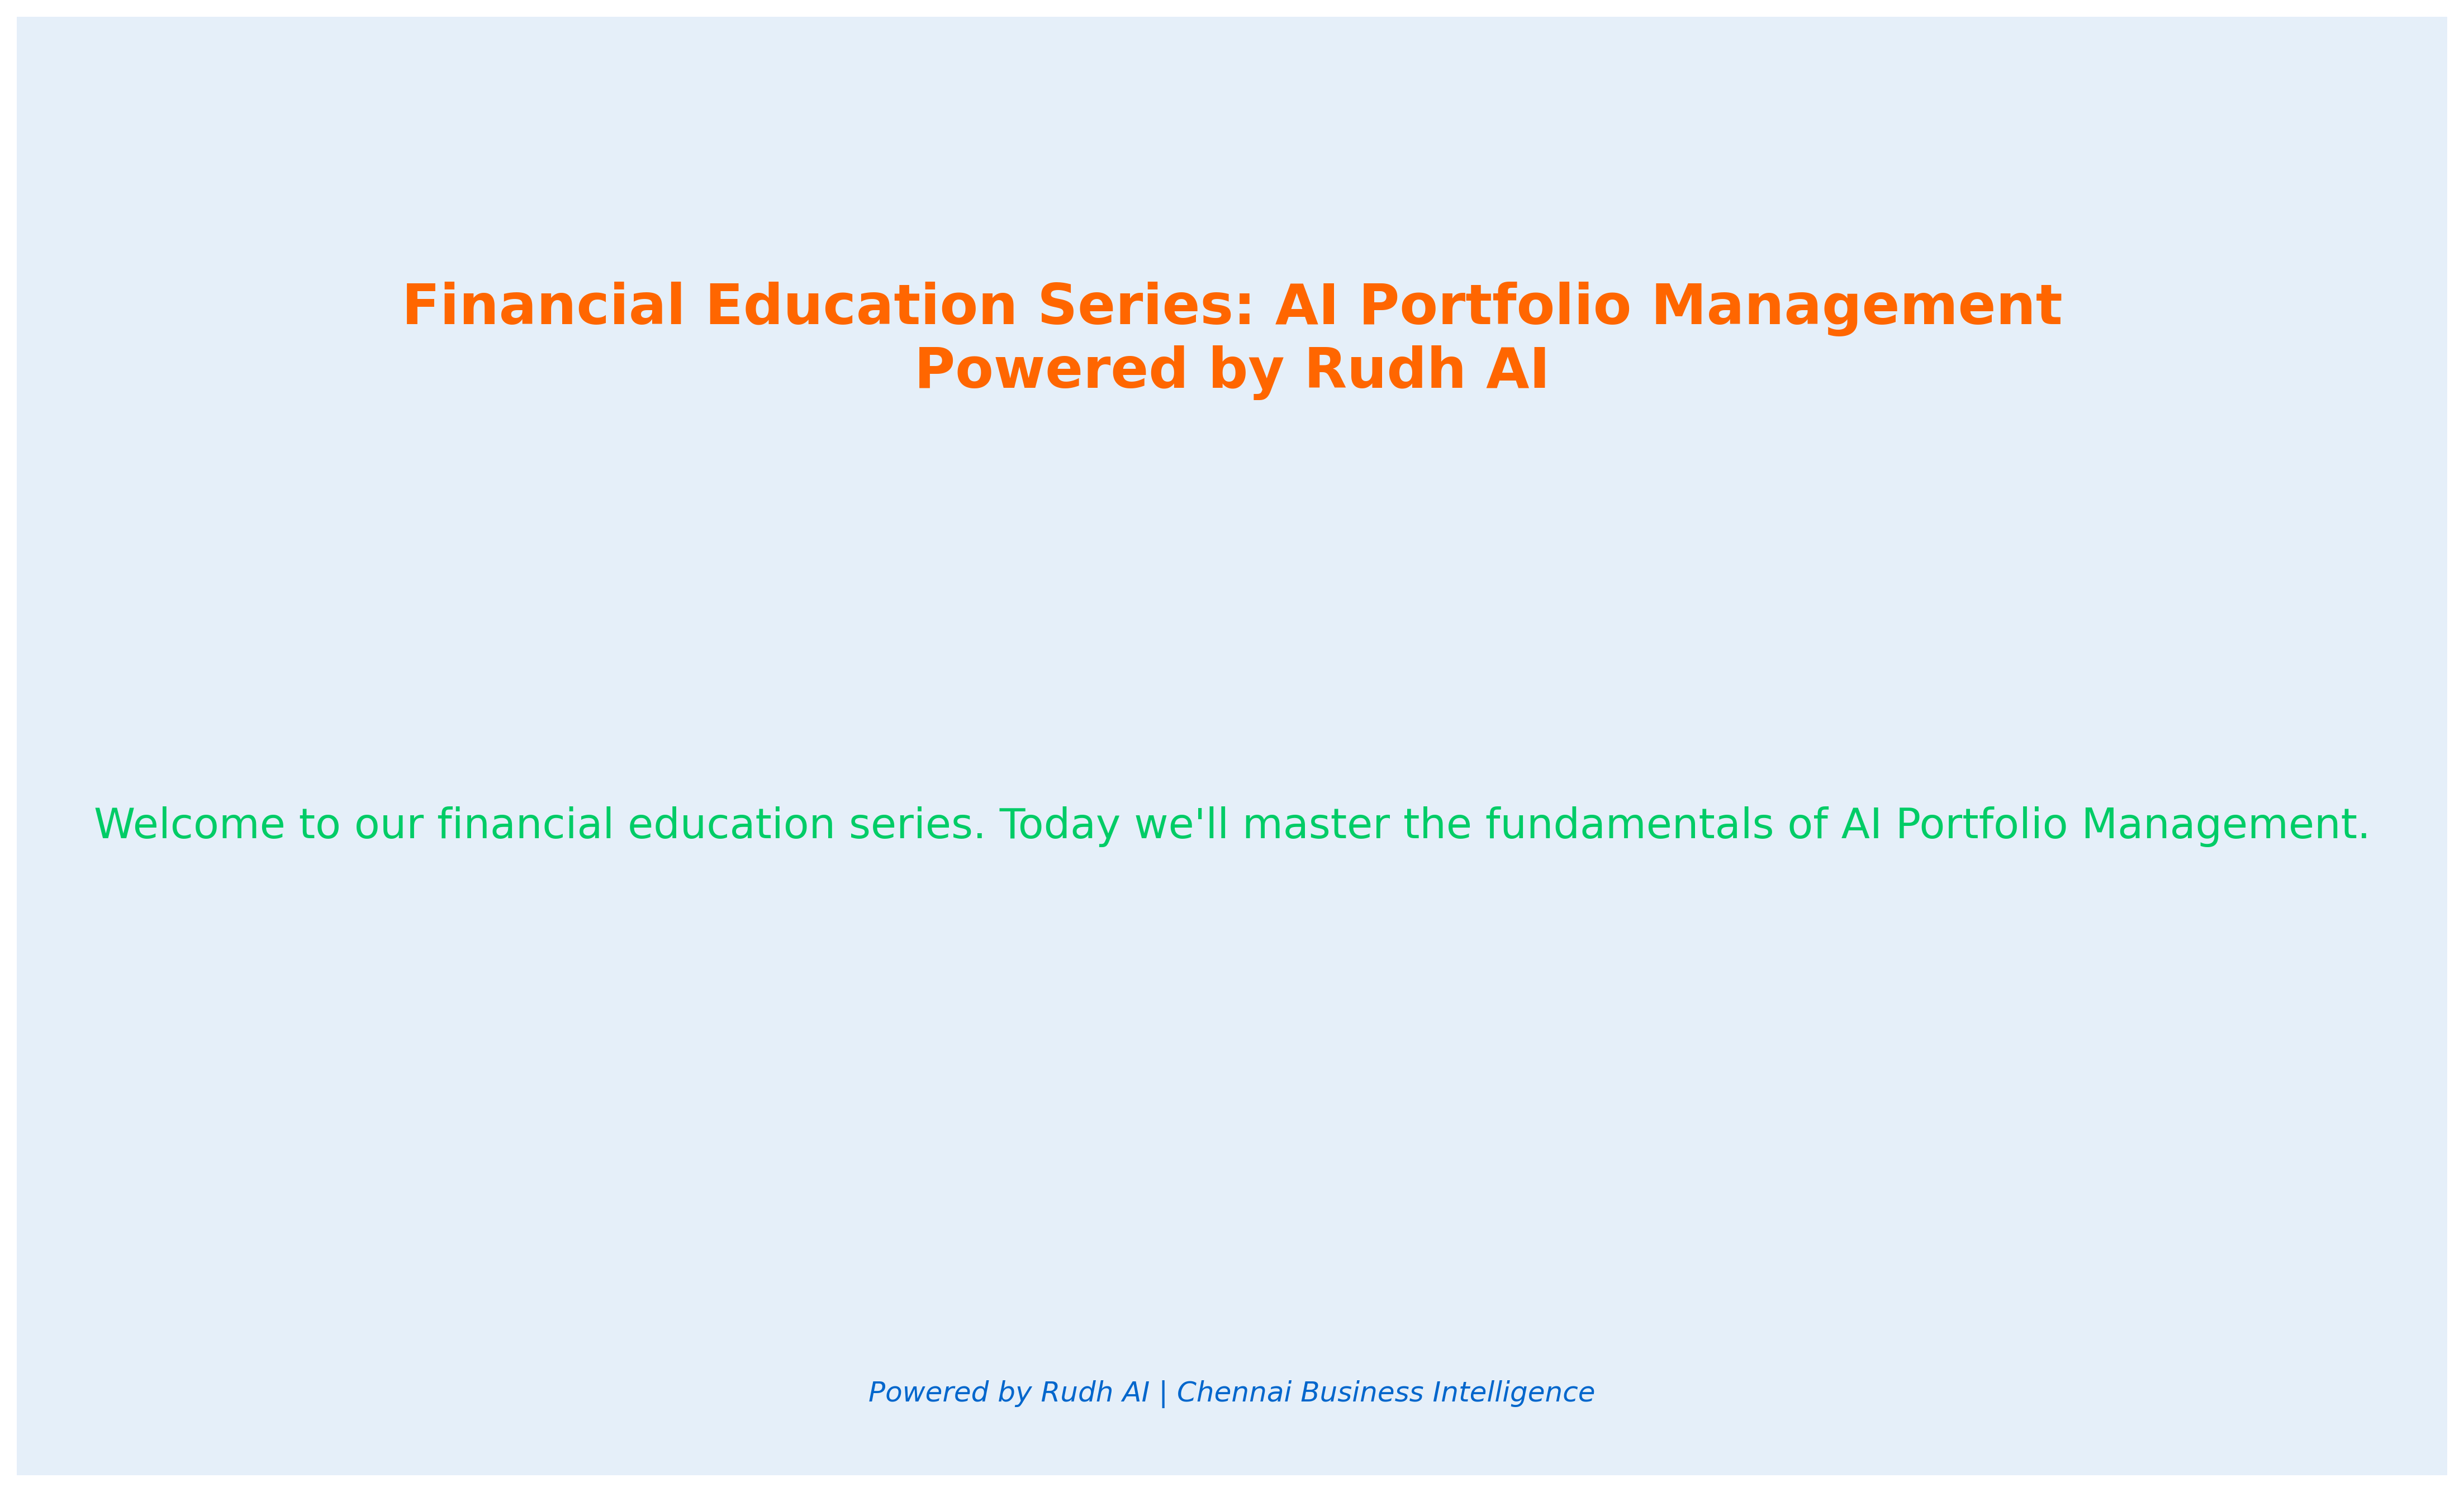 Financial Education Series: AI Portfolio Management
Powered by Rudh AI
Welcome to our financial education series. Today we'll master the fundamentals of AI Portfolio Management.
Powered by Rudh AI | Chennai Business Intelligence